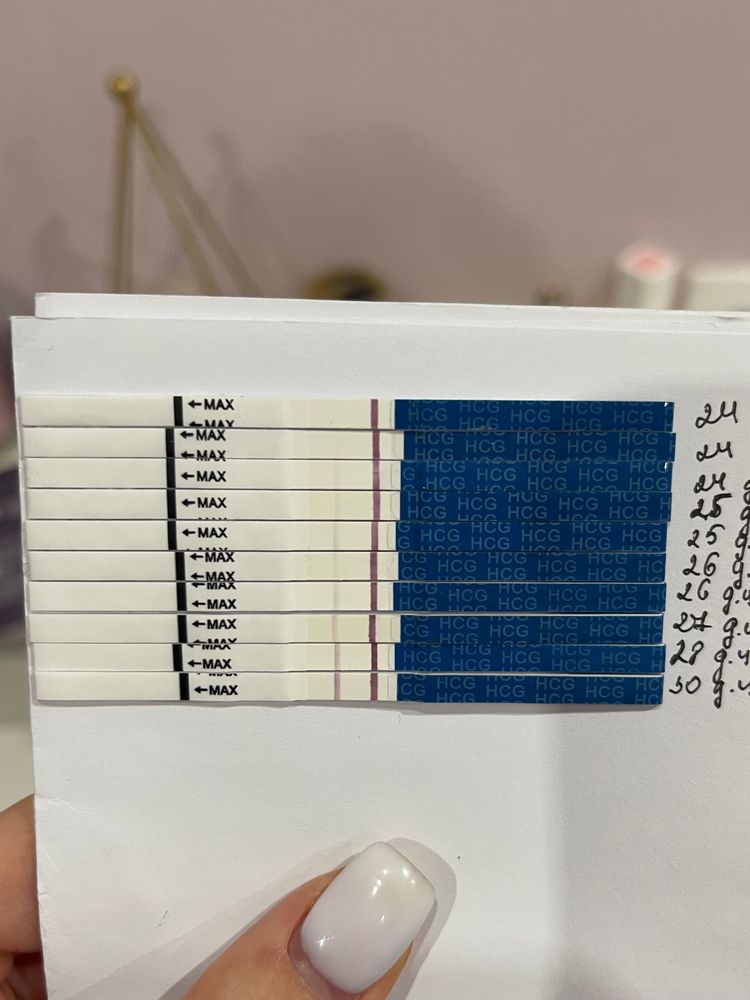 ←MAX HCG HCG HCG HCG 24
←MAX HCG HCG HCG
←MAX HCG HCG HCG 24
←MAX HCG HCG HCG
←MAX HCG HCG HCG 24
←MAX HCG HCG HCG 25
←MAX HCG HCG HCG 25 д.
←MAX HCG HCG HCG 26 д.
←MAX
←MAX HCG HCG HCG 26 д.ч
←MAX HCG HCG HCG 27 д.ч
←MAX HCG HCG HCG 28 д.ч
←MAX HCG HCG HCG 30 д.ч